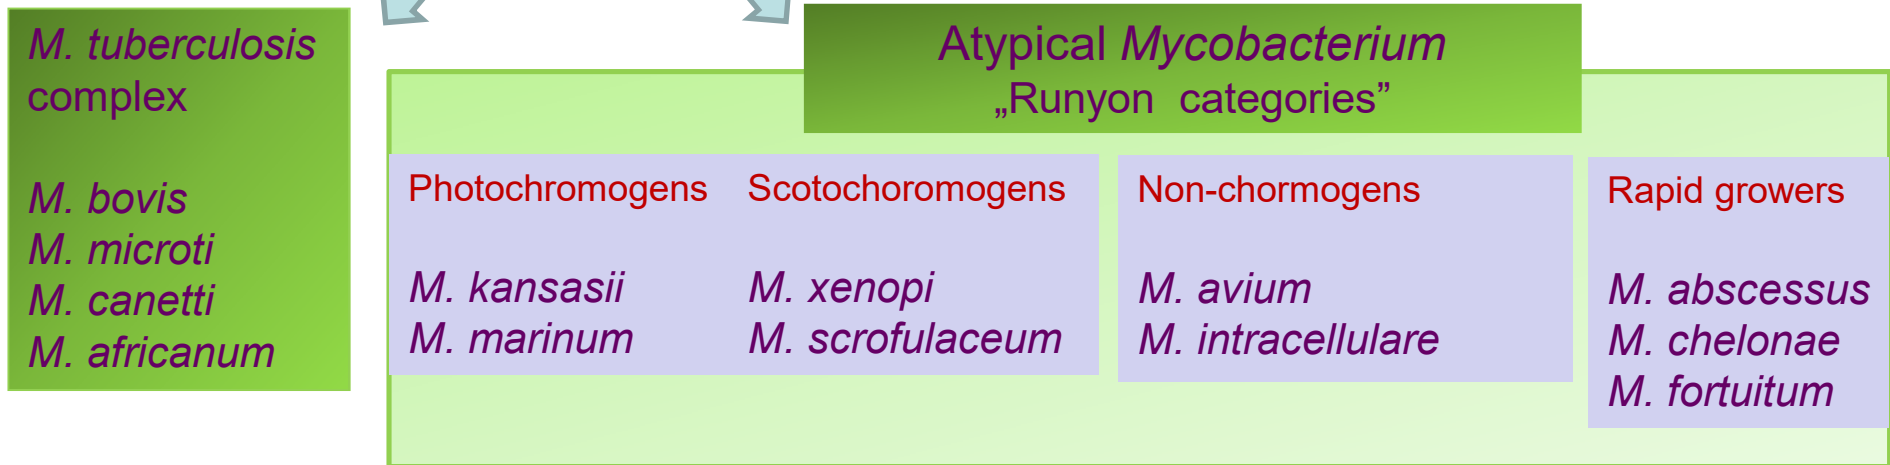 M. tuberculosis
complex
M. bovis
M. microti
M. canetti
M. africanum
Atypical Mycobacterium
„Runyon categories”
Photochromogens
M. kansasii
M. marinum
Scotochoromogens
M. xenopi
M. scrofulaceum
Non-chormogens
M. avium
M. intracellulare
Rapid growers
M. abscessus
M. chelonae
M. fortuitum